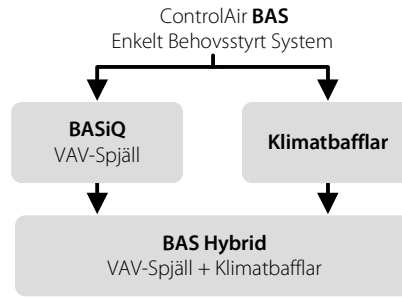 ControlAir BAS
Enkelt Behovsstyrt System
BASiQ
VAV-Spjäll
Klimatbafflar
BAS Hybrid
VAV-Spjäll + Klimatbafflar